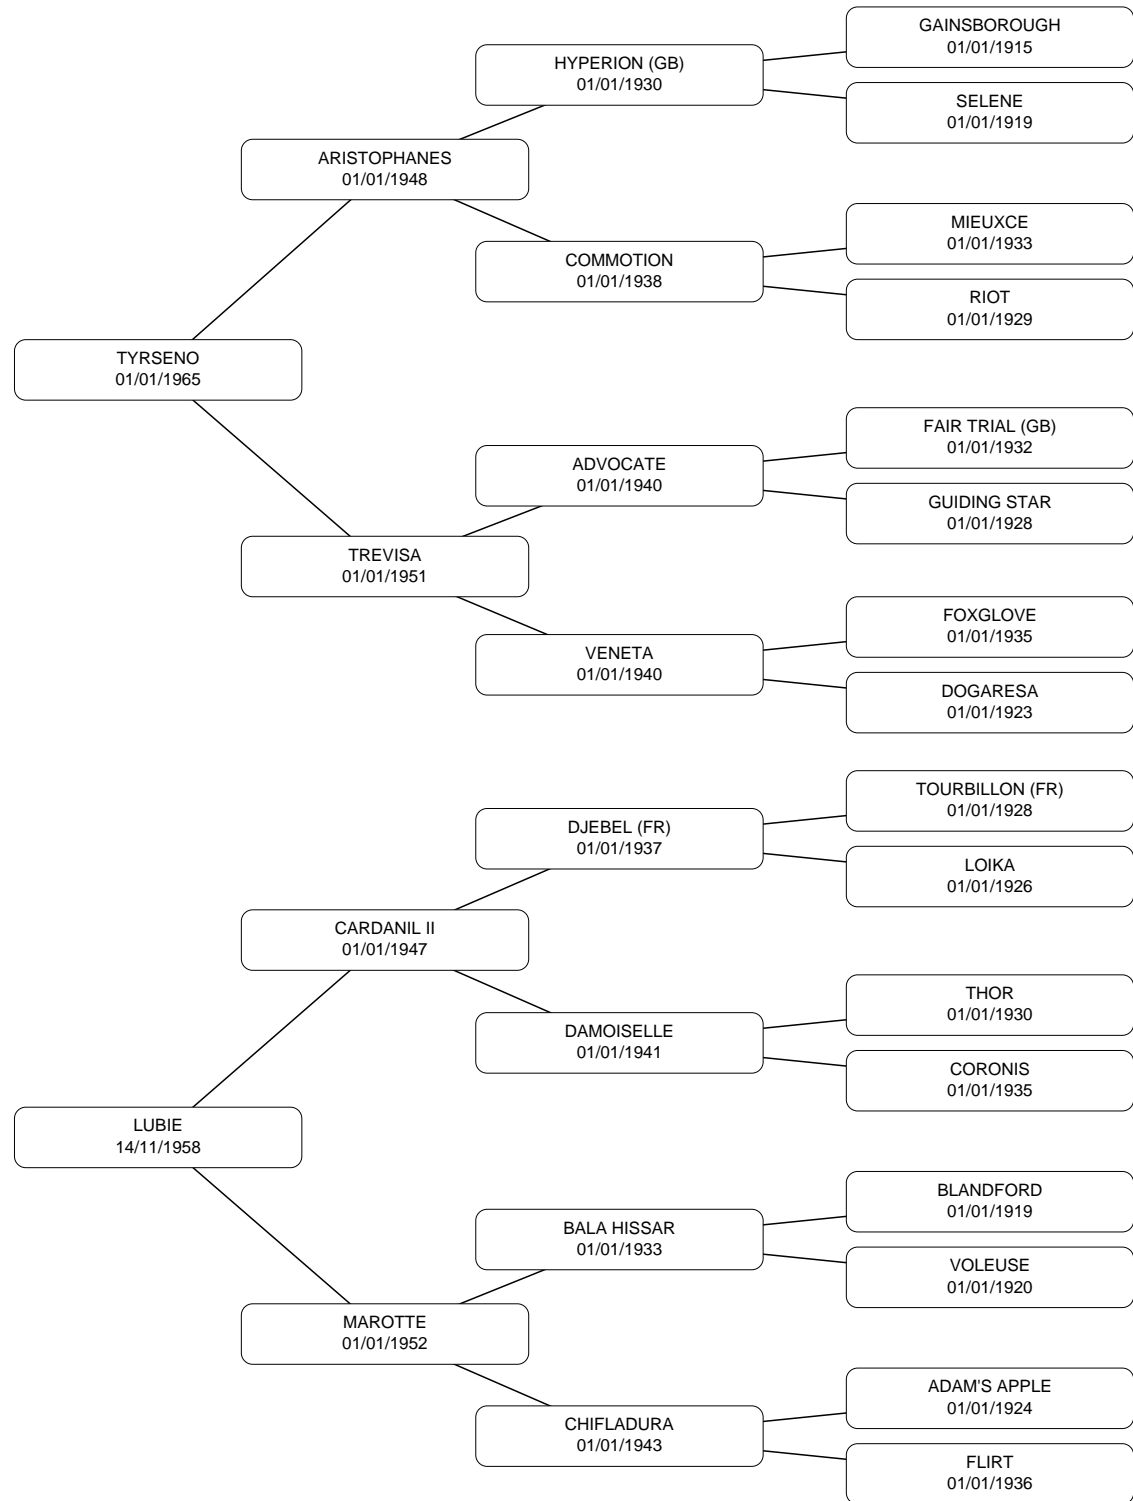 GAINSBOROUGH
01/01/1915
HYPERION (GB)
01/01/1930
SELENE
01/01/1919
ARISTOPHANES
01/01/1948
MIEUXCE
01/01/1933
COMMOTION
01/01/1938
RIOT
01/01/1929
TYRSENO
01/01/1965
FAIR TRIAL (GB)
01/01/1932
ADVOCATE
01/01/1940
GUIDING STAR
01/01/1928
TREVISA
01/01/1951
FOXGLOVE
01/01/1935
VENETA
01/01/1940
DOGARESA
01/01/1923
TOURBILLON (FR)
01/01/1928
DJEBEL (FR)
01/01/1937
LOIKA
01/01/1926
CARDANIL II
01/01/1947
THOR
01/01/1930
DAMOISELLE
01/01/1941
CORONIS
01/01/1935
LUBIE
14/11/1958
BLANDFORD
01/01/1919
BALA HISSAR
01/01/1933
VOLEUSE
01/01/1920
MAROTTE
01/01/1952
ADAM'S APPLE
01/01/1924
CHIFLADURA
01/01/1943
FLIRT
01/01/1936